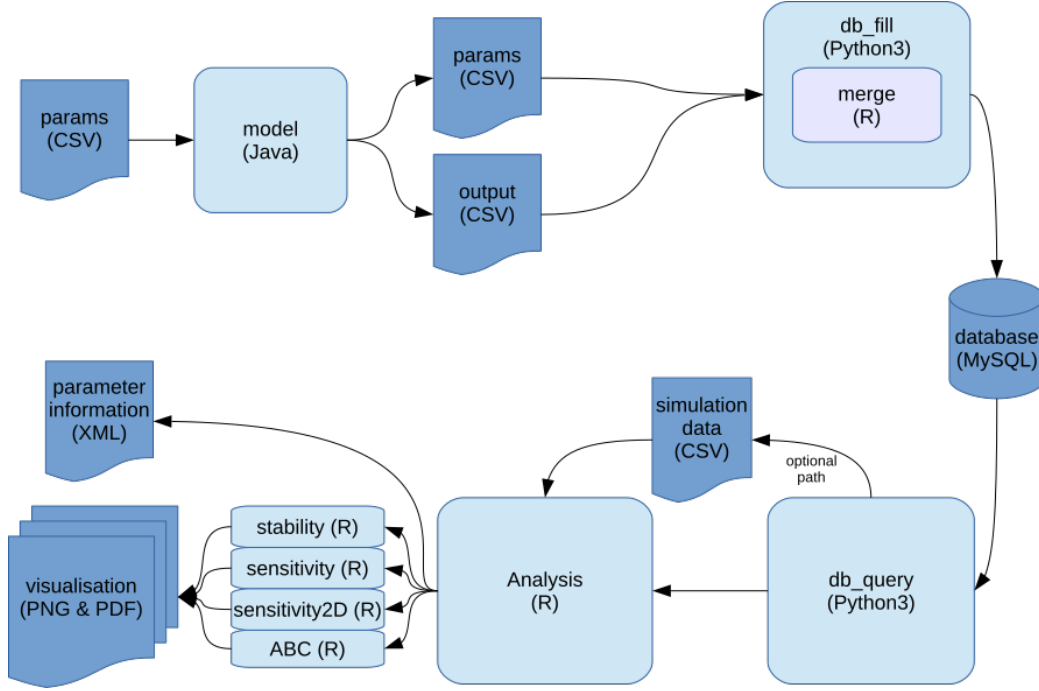 params
(CSV)
model
(Java)
params
(CSV)
output
(CSV)
db_fill
(Python3)
merge
(R)
database
(MySQL)
parameter
information
(XML)
simulation
data
(CSV)
optional
path
stability (R)
sensitivity (R)
sensitivity2D (R)
ABC (R)
visualisation
(PNG & PDF)
Analysis
(R)
db_query
(Python3)